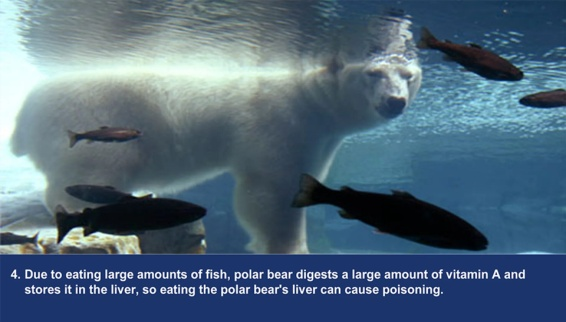 4. Due to eating large amounts of fish, polar bear digests a large amount of vitamin A and
stores it in the liver, so eating the polar bear's liver can cause poisoning.